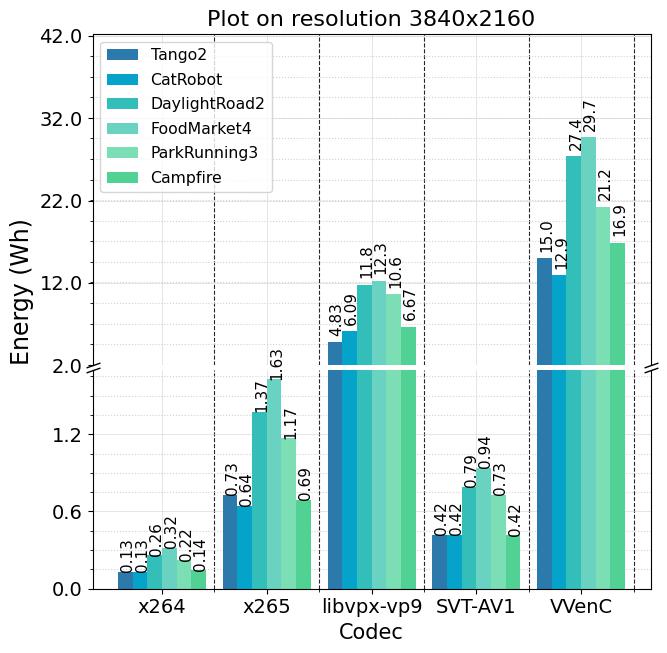 Plot on resolution 3840x2160
42.0
32.0
22.0
12.0
2.0
2.0
1.2
0.6
0.0
Energy (Wh)
Tango2
CatRobot
DaylightRoad2
FoodMarket4
ParkRunning3
Campfire
0.13
0.13
0.26
0.32
0.22
0.14
0.73
0.64
1.37
1.63
1.17
0.69
4.83
6.09
11.8
12.3
10.6
6.67
0.42
0.42
0.79
0.94
0.73
0.42
15.0
12.9
27.4
29.7
21.2
16.9
x264
x265
libvpx-vp9
SVT-AV1
VVenC
Codec